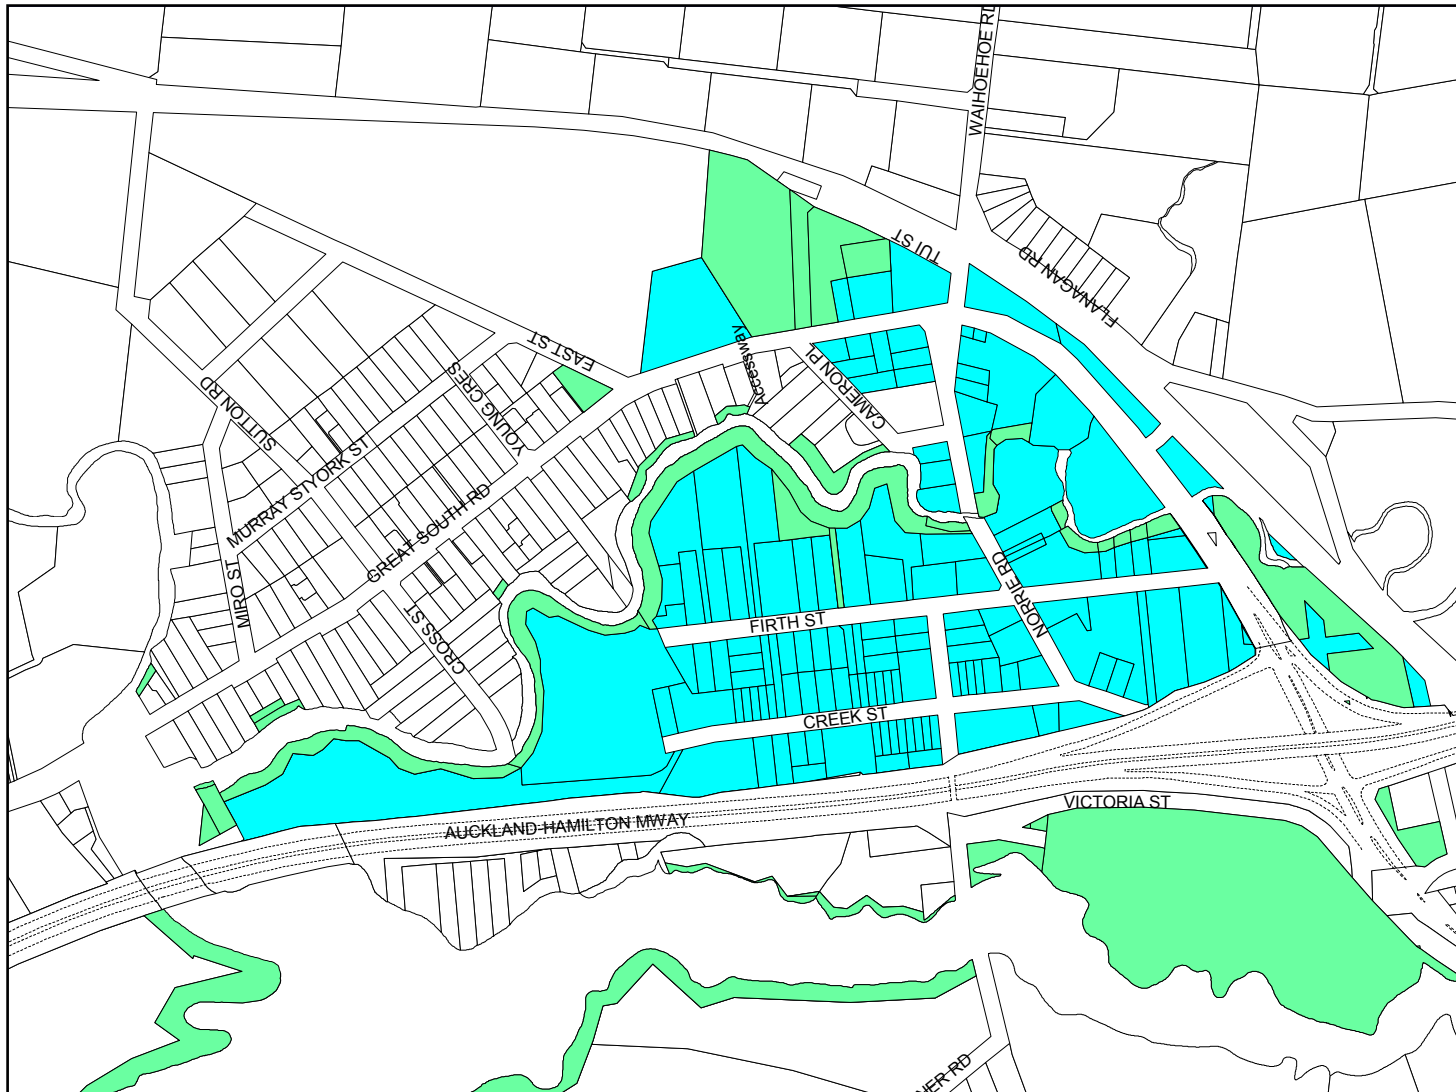 WAIHOEHOE RD
TUI ST
FLANAGAN RD
EAST ST
Accessway
CAMERON PL
SUTTON RD
YOUNG CRES
MURRAY ST
YORK ST
GREAT SOUTH RD
MIRO ST
CROSS ST
NORRIE RD
FIRTH ST
CREEK ST
VICTORIA ST
AUCKLAND-HAMILTON MWAY
RD